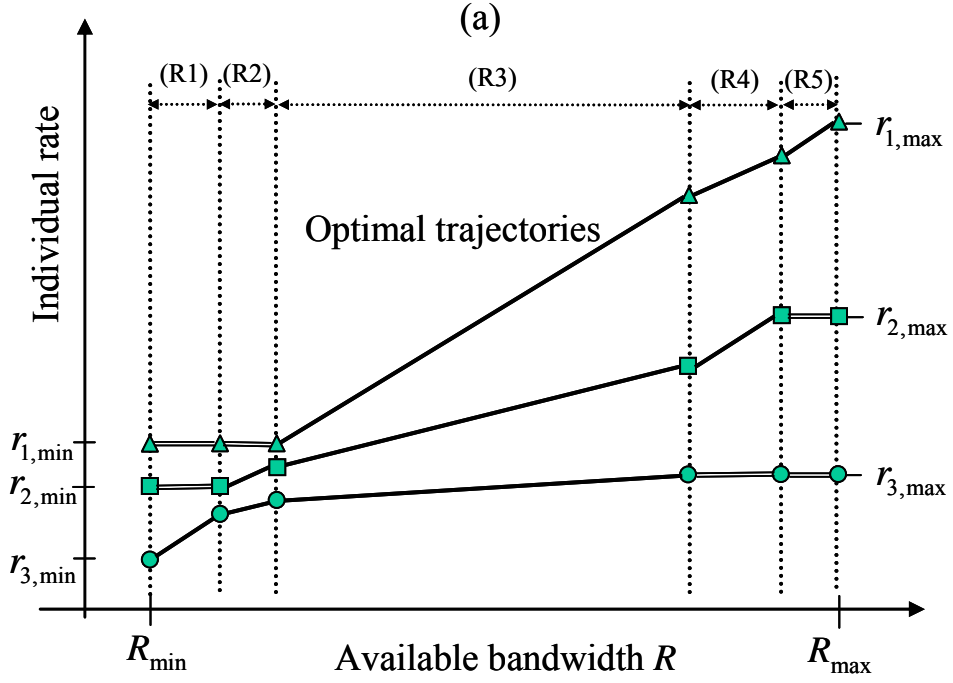 (a)
(R1) (R2) (R3) (R4) (R5)
r1,max
Individual rate
Optimal trajectories
r2,max
r1,min
r2,min
r3,max
r3,min
Rmin
Available bandwidth R
Rmax